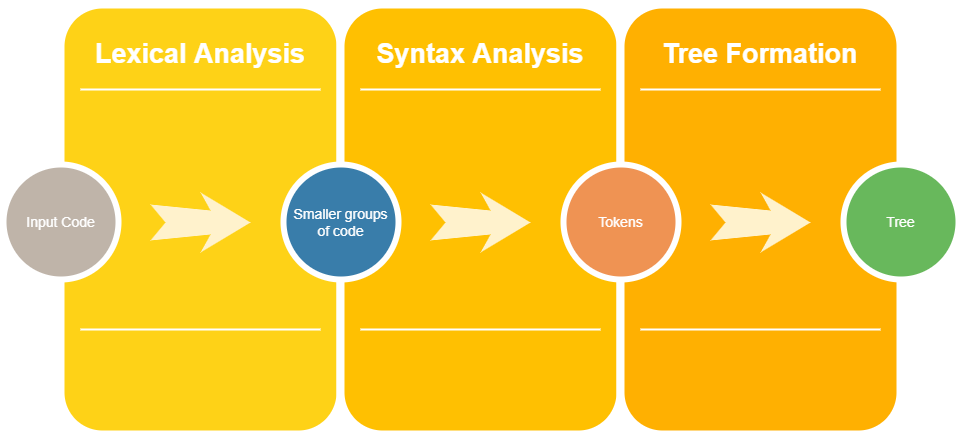 Lexical Analysis
Syntax Analysis
Tree Formation
Input Code
Smaller groups
of code
Tokens
Tree